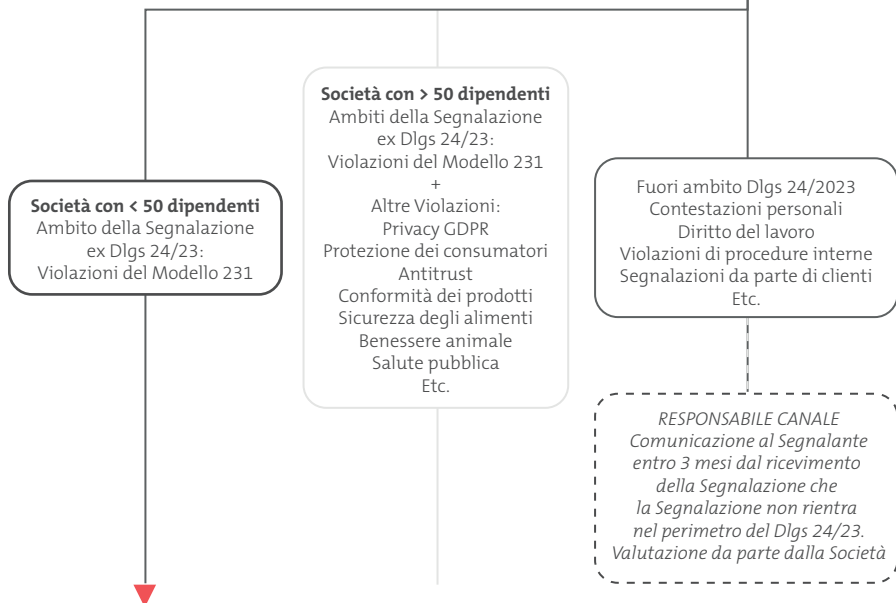 Società con < 50 dipendenti
Ambito della Segnalazione
ex Dlgs 24/23:
Violazioni del Modello 231
Società con > 50 dipendenti
Ambiti della Segnalazione
ex Dlgs 24/23:
Violazioni del Modello 231
+
Altre Violazioni:
Privacy GDPR
Protezione dei consumatori
Antitrust
Conformità dei prodotti
Sicurezza degli alimenti
Benessere animale
Salute pubblica
Etc.
Fuori ambito Dlgs 24/2023
Contestazioni personali
Diritto del lavoro
Violazioni di procedure interne
Segnalazioni da parte di clienti
Etc.
RESPONSABILE CANALE
Comunicazione al Segnalante
entro 3 mesi dal ricevimento
della Segnalazione che
la Segnalazione non rientra
nel perimetro del Dlgs 24/23.
Valutazione da parte dalla Società